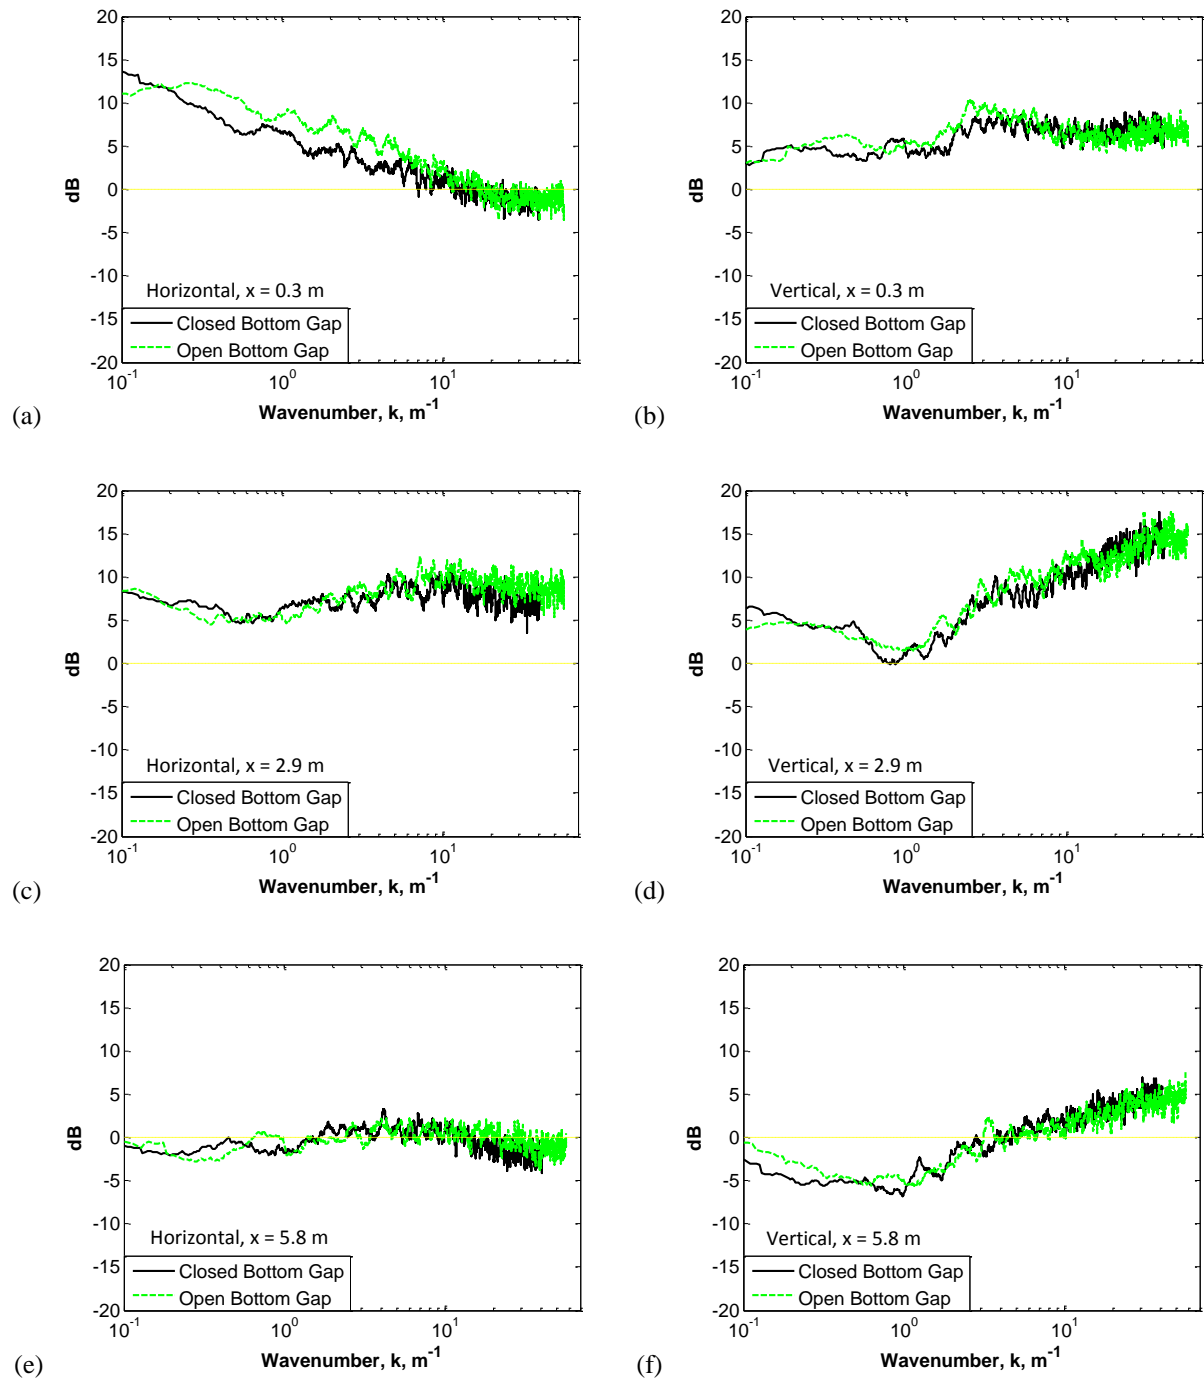 20
15
10
5
0
-5
-10
-15
-20
dB
Horizontal, x = 0.3 m
Closed Bottom Gap
Open Bottom Gap
10⁻¹ 10⁰ 10¹
Wavenumber, k, m⁻¹
(a)
20
15
10
5
0
-5
-10
-15
-20
dB
Vertical, x = 0.3 m
Closed Bottom Gap
Open Bottom Gap
10⁻¹ 10⁰ 10¹
Wavenumber, k, m⁻¹
(b)
20
15
10
5
0
-5
-10
-15
-20
dB
Horizontal, x = 2.9 m
Closed Bottom Gap
Open Bottom Gap
10⁻¹ 10⁰ 10¹
Wavenumber, k, m⁻¹
(c)
20
15
10
5
0
-5
-10
-15
-20
dB
Vertical, x = 2.9 m
Closed Bottom Gap
Open Bottom Gap
10⁻¹ 10⁰ 10¹
Wavenumber, k, m⁻¹
(d)
20
15
10
5
0
-5
-10
-15
-20
dB
Horizontal, x = 5.8 m
Closed Bottom Gap
Open Bottom Gap
10⁻¹ 10⁰ 10¹
Wavenumber, k, m⁻¹
(e)
20
15
10
5
0
-5
-10
-15
-20
dB
Vertical, x = 5.8 m
Closed Bottom Gap
Open Bottom Gap
10⁻¹ 10⁰ 10¹
Wavenumber, k, m⁻¹
(f)